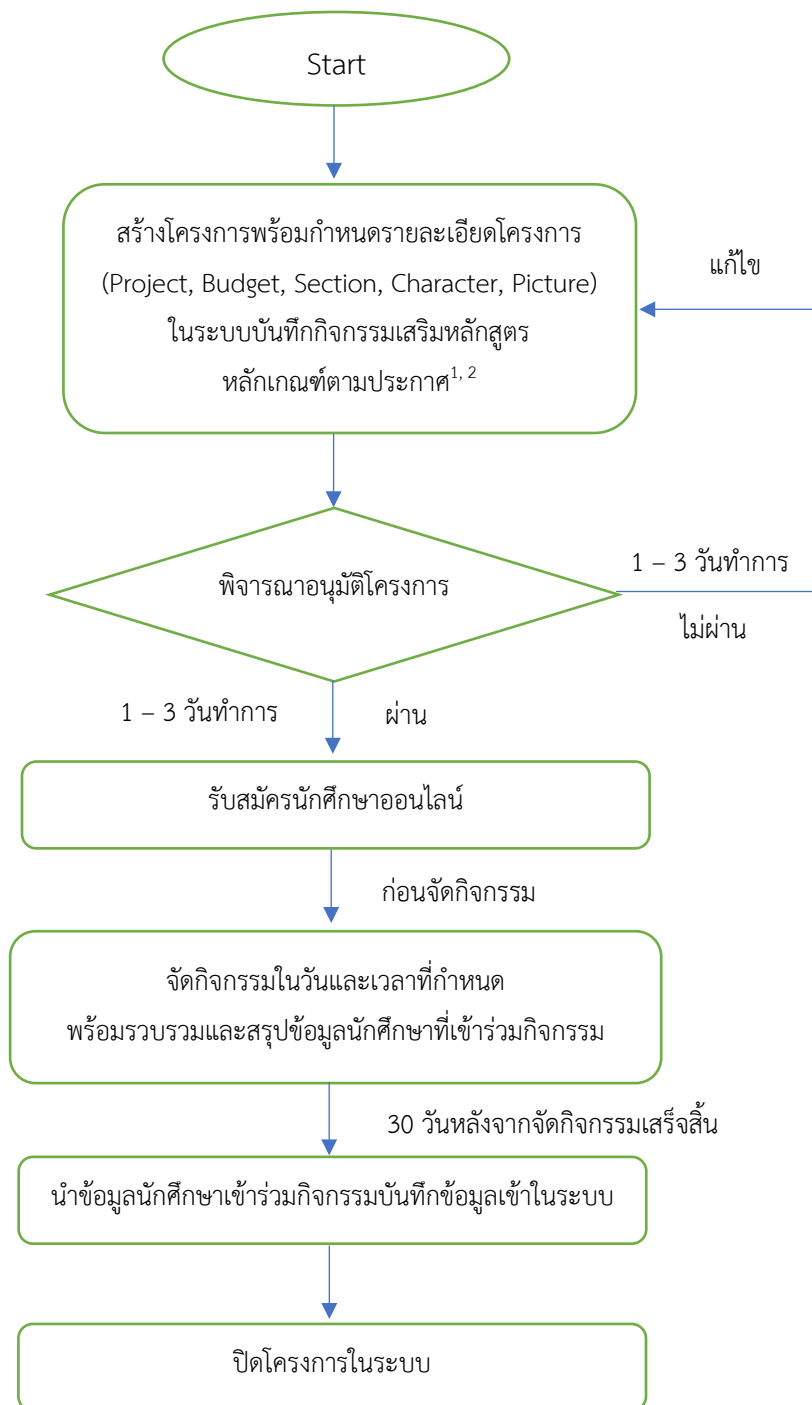 Start
สร้างโครงการพร้อมกำหนดรายละเอียดโครงการ
(Project, Budget, Section, Character, Picture)
ในระบบบันทึกกิจกรรมเสริมหลักสูตร
หลักเกณฑ์ตามประกาศ1, 2
แก้ไข
พิจารณาอนุมัติโครงการ
1 – 3 วันทำการ
ไม่ผ่าน
1 – 3 วันทำการ
ผ่าน
รับสมัครนักศึกษาออนไลน์
ก่อนจัดกิจกรรม
จัดกิจกรรมในวันและเวลาที่กำหนด
พร้อมรวบรวมและสรุปข้อมูลนักศึกษาที่เข้าร่วมกิจกรรม
30 วันหลังจากจัดกิจกรรมเสร็จสิ้น
นำข้อมูลนักศึกษาเข้าร่วมกิจกรรมบันทึกข้อมูลเข้าในระบบ
ปิดโครงการในระบบ